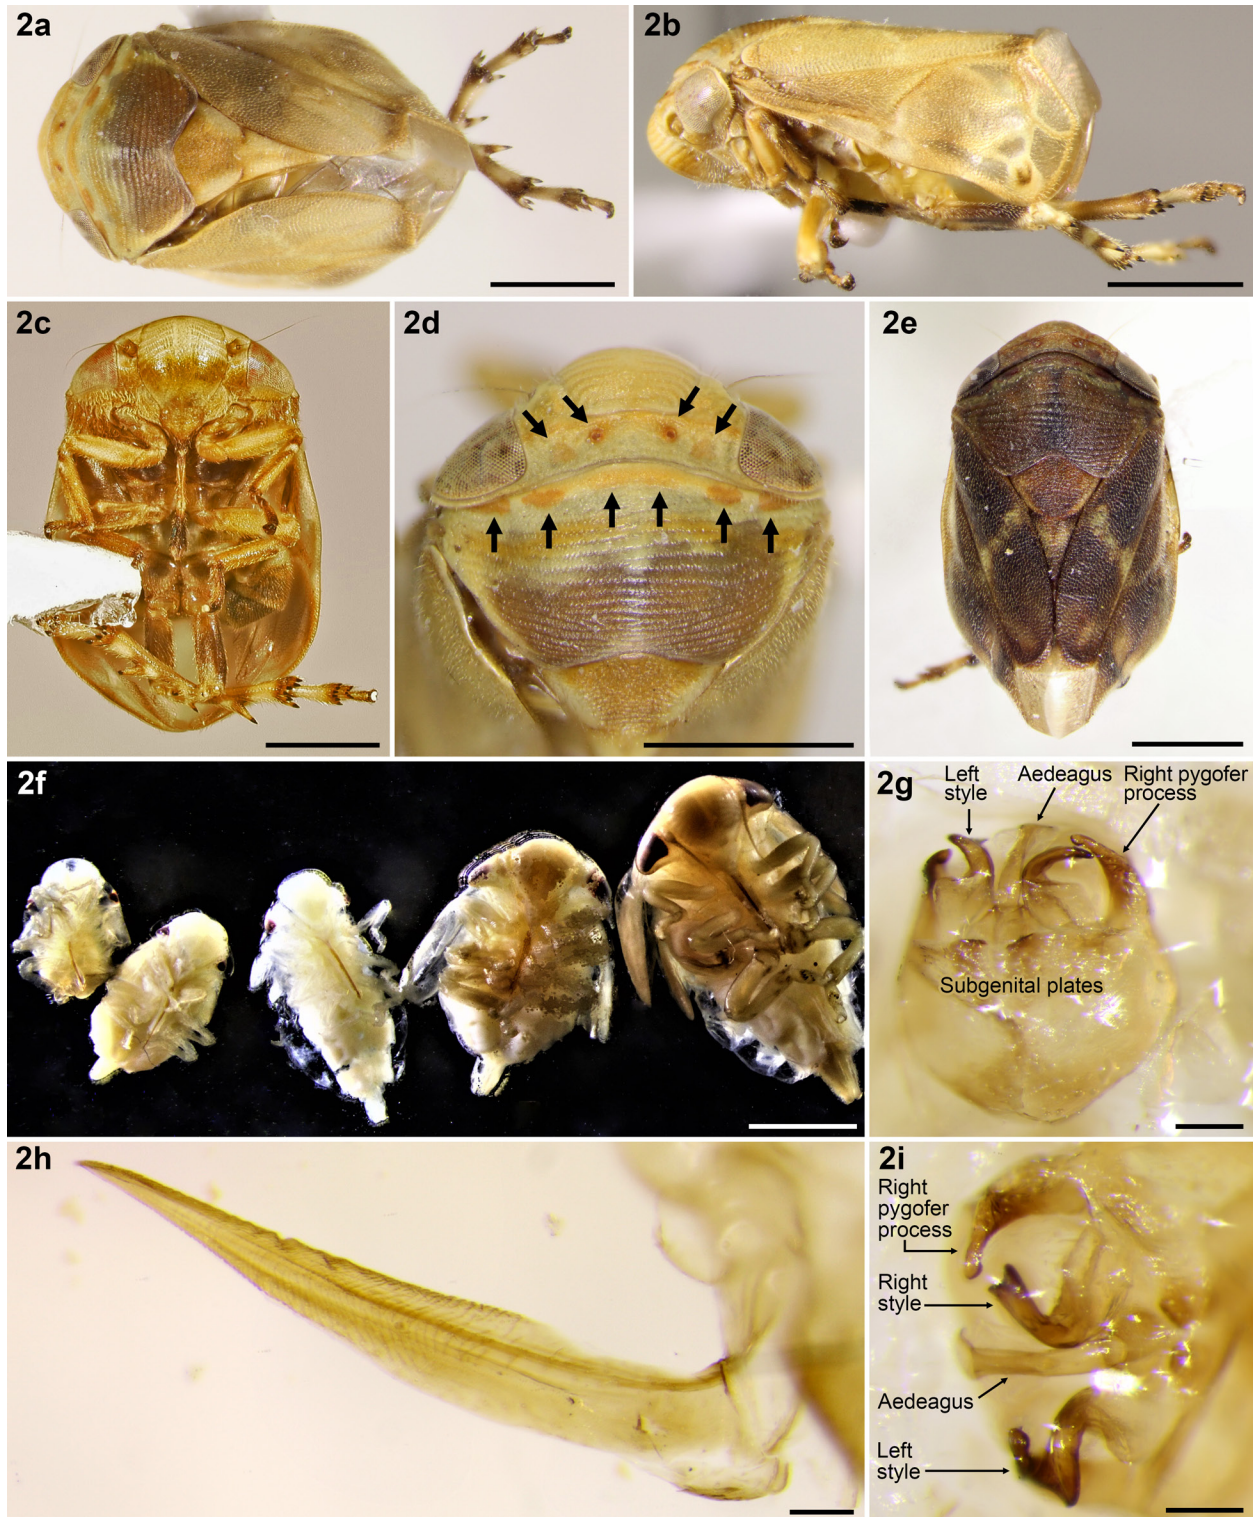 2a
2b
2c
2d
2e
2f
2g
Left
style
Aedeagus
Right pygofer
process
Subgenital plates
2h
2i
Right
pygofer
process
Right
style
Aedeagus
Left
style